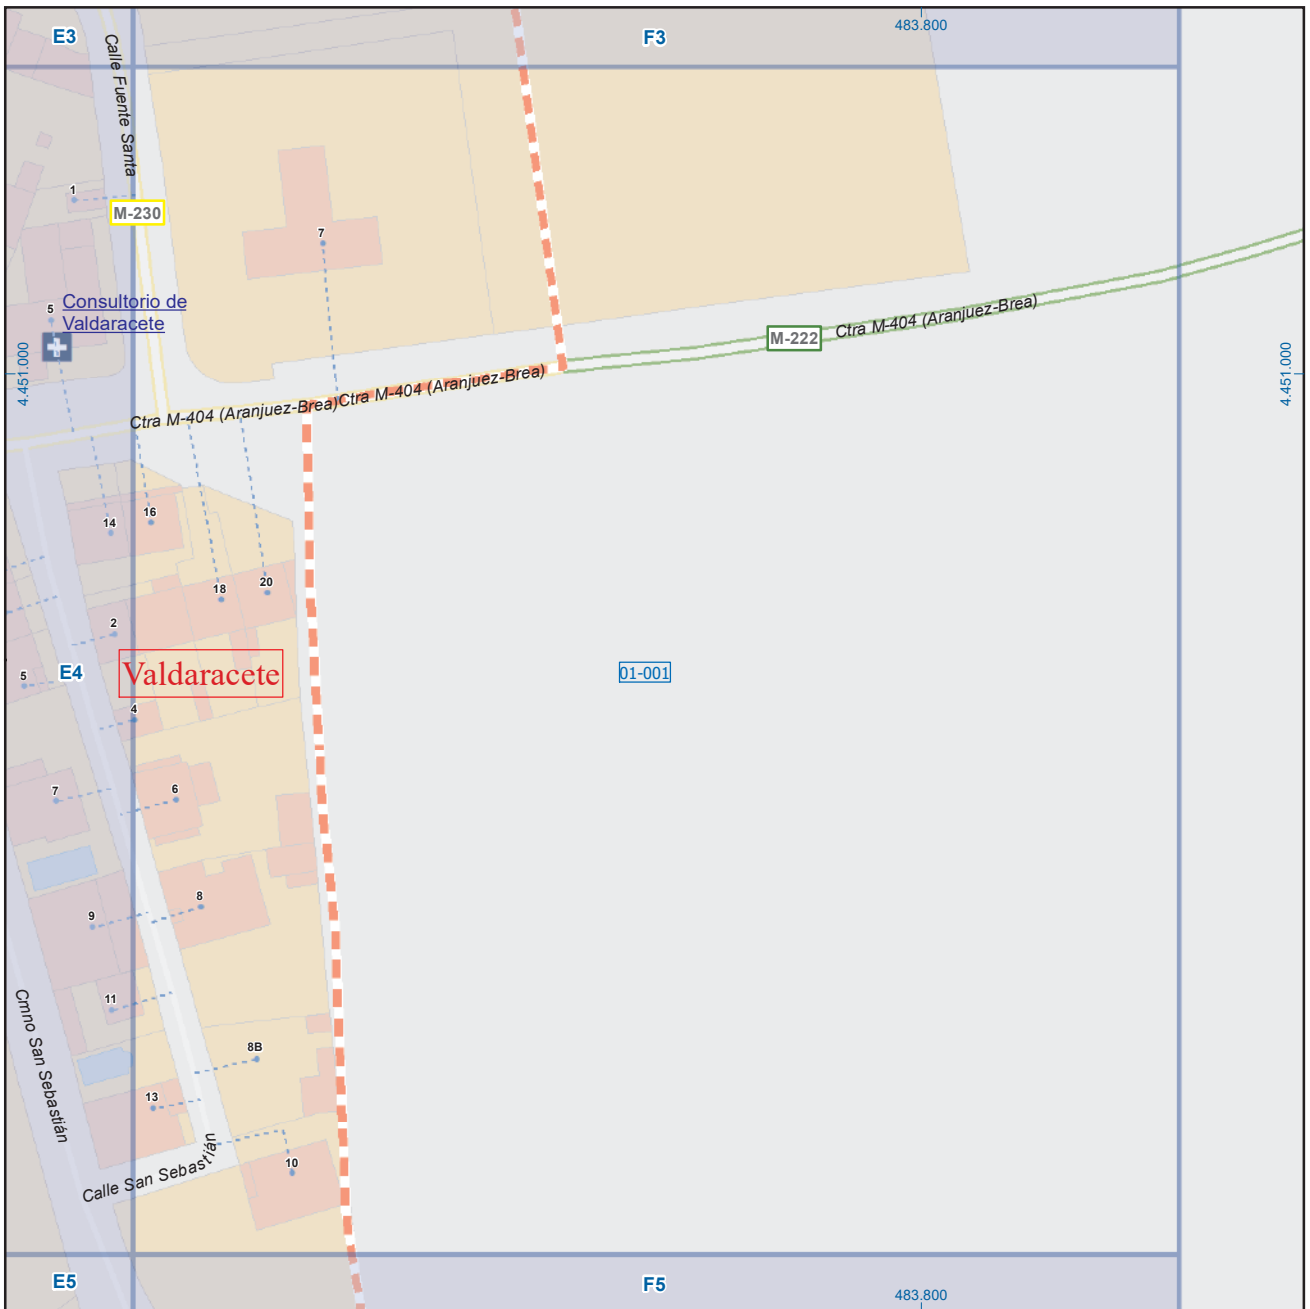 E3
F3
483.800
Calle Fuente Santa
1
M-230
7
5
Consultorio de
Valdaracete
M-222
Ctra M-404 (Aranjuez-Brea)
4.451.000
4.451.000
Ctra M-404 (Aranjuez-Brea)
Ctra M-404 (Aranjuez-Brea)
14
16
18
20
2
5
E4
Valdaracete
01-001
4
7
6
9
8
11
Cmno San Sebastián
8B
13
10
Calle San Sebastián
E5
F5
483.800